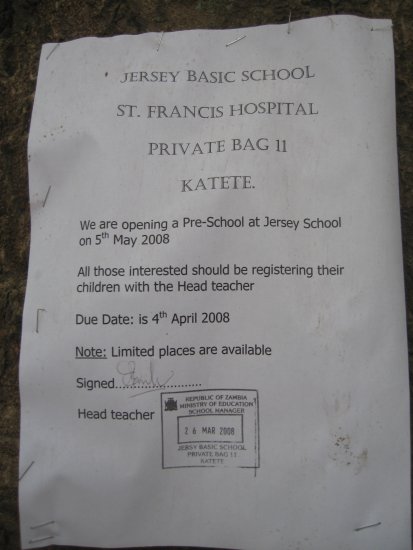 JERSEY BASIC SCHOOL
ST. FRANCIS HOSPITAL
PRIVATE BAG 11
KATETE.
We are opening a Pre-School at Jersey School
on 5th May 2008
All those interested should be registering their
children with the Head teacher
Due Date: is 4th April 2008
Note: Limited places are available
Signed........................
Head teacher
REPUBLIC OF ZAMBIA
MINISTRY OF EDUCATION
SCHOOL MANAGER
26 MAR 2008
JERSY BASIC SCHOOL
PRIVATE BAG 11
KATETE